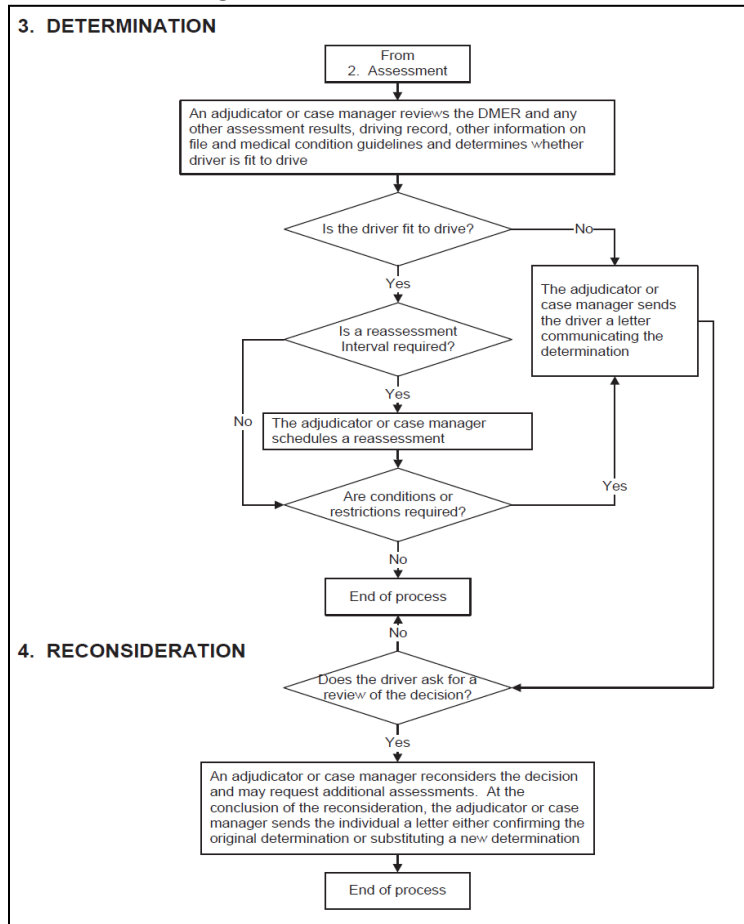 3. DETERMINATION
From
2. Assessment
An adjudicator or case manager reviews the DMER and any
other assessment results, driving record, other information on
file and medical condition guidelines and determines whether
driver is fit to drive
Is the driver fit to drive?
No
Yes
The adjudicator or
case manager sends
the driver a letter
communicating the
determination
Is a reassessment
Interval required?
Yes
No
The adjudicator or case manager
schedules a reassessment
Are conditions or
restrictions required?
Yes
No
End of process
No
4. RECONSIDERATION
Does the driver ask for a
review of the decision?
Yes
An adjudicator or case manager reconsiders the decision
and may request additional assessments. At the
conclusion of the reconsideration, the adjudicator or case
manager sends the individual a letter either confirming the
original determination or substituting a new determination
End of process